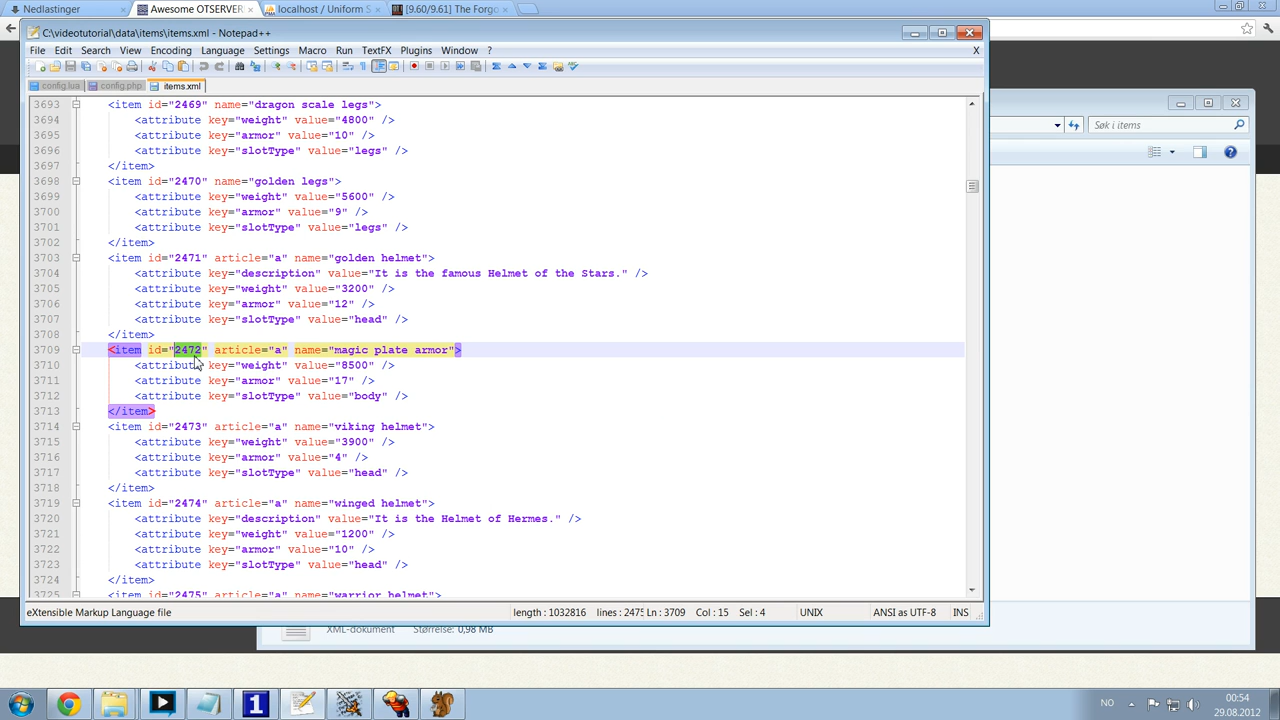 Nedlastinger
Awesome OTSERVER
localhost / Uniform S
[9.60/9.61] The Forgo
C:\videotutorial\data\items\items.xml - Notepad++
File Edit Search View Encoding Language Settings Macro Run TextFX Plugins Window ? X
config.lua config.php items.xml
3693 <item id="2469" name="dragon scale legs">
3694 <attribute key="weight" value="4800" />
3695 <attribute key="armor" value="10" />
3696 <attribute key="slotType" value="legs" />
3697 </item>
3698 <item id="2470" name="golden legs">
3699 <attribute key="weight" value="5600" />
3700 <attribute key="armor" value="9" />
3701 <attribute key="slotType" value="legs" />
3702 </item>
3703 <item id="2471" article="a" name="golden helmet">
3704 <attribute key="description" value="It is the famous Helmet of the Stars." />
3705 <attribute key="weight" value="3200" />
3706 <attribute key="armor" value="12" />
3707 <attribute key="slotType" value="head" />
3708 </item>
3709 <item id="2472" article="a" name="magic plate armor">
3710 <attribute key="weight" value="8500" />
3711 <attribute key="armor" value="17" />
3712 <attribute key="slotType" value="body" />
3713 </item>
3714 <item id="2473" article="a" name="viking helmet">
3715 <attribute key="weight" value="3900" />
3716 <attribute key="armor" value="4" />
3717 <attribute key="slotType" value="head" />
3718 </item>
3719 <item id="2474" article="a" name="winged helmet">
3720 <attribute key="description" value="It is the Helmet of Hermes." />
3721 <attribute key="weight" value="1200" />
3722 <attribute key="armor" value="10" />
3723 <attribute key="slotType" value="head" />
3724 </item>
3725 <item id="2475" article="a" name="warrior helmet">
eXtensible Markup Language file length : 1032816 lines : 2475 Ln : 3709 Col : 15 Sel : 4 UNIX ANSI as UTF-8 INS
Søk i items
XML-dokument Størrelse: 0,98 MB
1
NO
00:54
29.08.2012